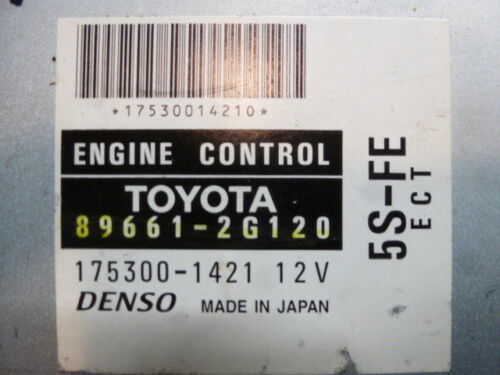 *17530014210*
ENGINE CONTROL
TOYOTA
89661-2G120
175300-1421 12V
DENSO MADE IN JAPAN
5S-FE
ECT